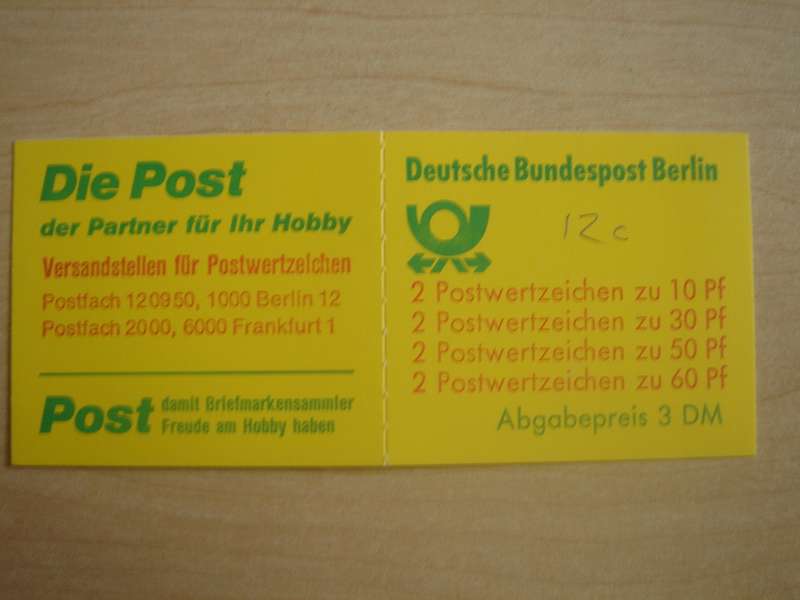 Die Post
der Partner für Ihr Hobby
Versandstellen für Postwertzeichen
Postfach 120950, 1000 Berlin 12
Postfach 2000, 6000 Frankfurt 1
Post damit Briefmarkensammler
Freude am Hobby haben
Deutsche Bundespost Berlin
12c
2 Postwertzeichen zu 10 Pf
2 Postwertzeichen zu 30 Pf
2 Postwertzeichen zu 50 Pf
2 Postwertzeichen zu 60 Pf
Abgabepreis 3 DM